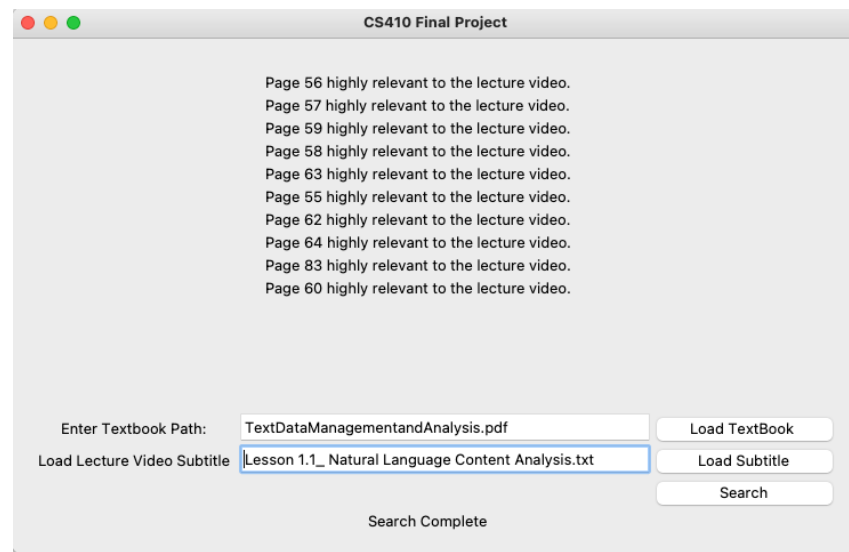 CS410 Final Project
Page 56 highly relevant to the lecture video.
Page 57 highly relevant to the lecture video.
Page 59 highly relevant to the lecture video.
Page 58 highly relevant to the lecture video.
Page 63 highly relevant to the lecture video.
Page 55 highly relevant to the lecture video.
Page 62 highly relevant to the lecture video.
Page 64 highly relevant to the lecture video.
Page 83 highly relevant to the lecture video.
Page 60 highly relevant to the lecture video.
Enter Textbook Path: TextDataManagementandAnalysis.pdf Load TextBook
Load Lecture Video Subtitle Lesson 1.1_ Natural Language Content Analysis.txt Load Subtitle
Search
Search Complete